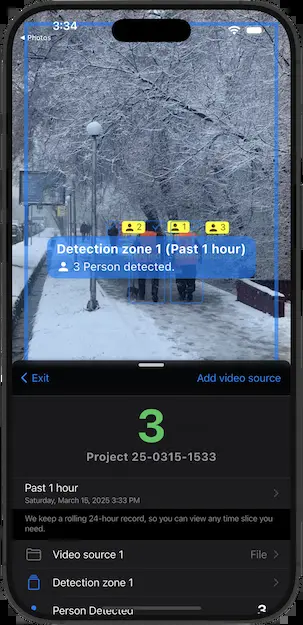 3:34
◀ Photos
2
1
3
Detection zone 1 (Past 1 hour)
3 Person detected.
Exit
Add video source
3
Project 25-0315-1533
Past 1 hour
Saturday, March 15, 2025 3:33 PM
We keep a rolling 24-hour record, so you can view any time slice you
need.
Video source 1
File
Detection zone 1
Person Detected
3